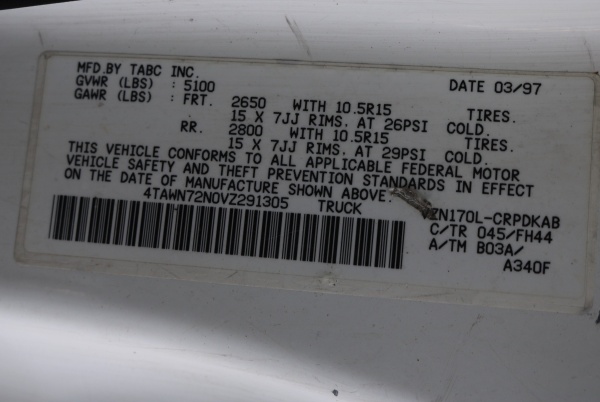 MFD.BY TABC INC.
GVWR (LBS) : 5100 DATE 03/97
GAWR (LBS) : FRT. 2650 WITH 10.5R15 TIRES.
15 X 7JJ RIMS. AT 26PSI COLD.
RR. 2800 WITH 10.5R15 TIRES.
15 X 7JJ RIMS. AT 29PSI COLD.
THIS VEHICLE CONFORMS TO ALL APPLICABLE FEDERAL MOTOR
VEHICLE SAFETY AND THEFT PREVENTION STANDARDS IN EFFECT
ON THE DATE OF MANUFACTURE SHOWN ABOVE.
4TAWN72N0VZ291305 TRUCK
VZN170L-CRPDKAB
C/TR 045/FH44
A/TM B03A/
A340F